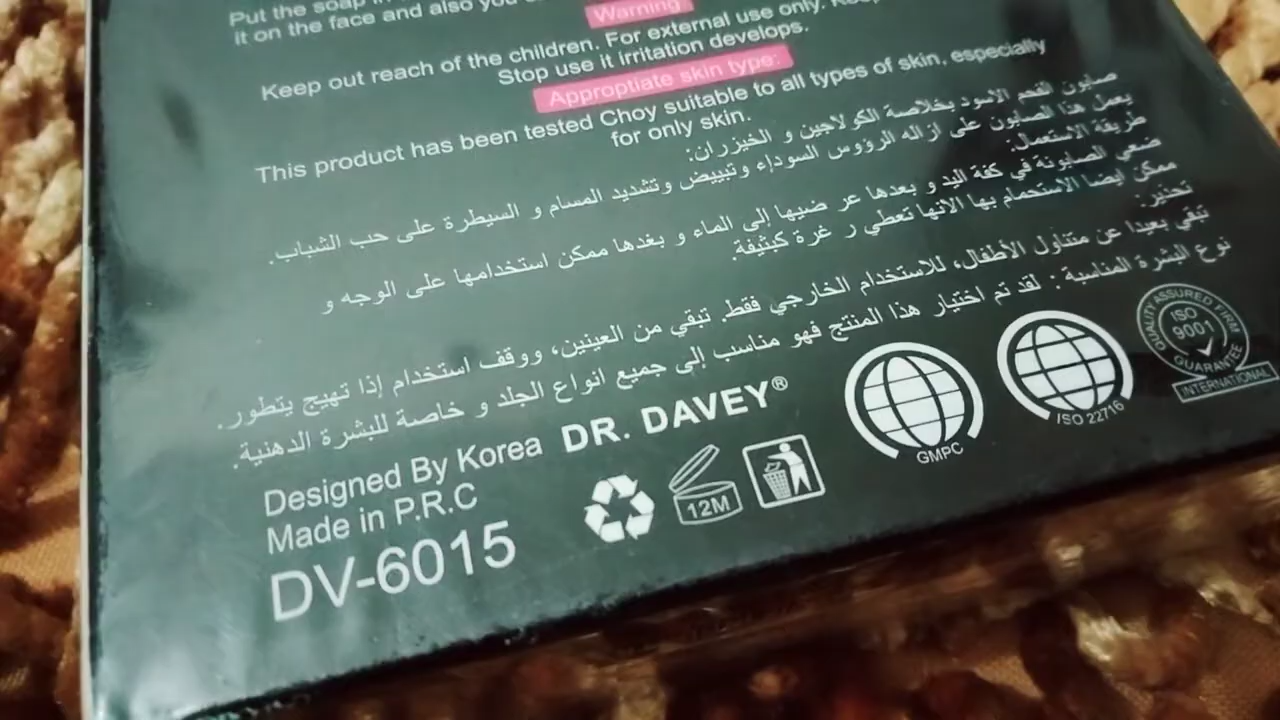 Put the soap in
it on the face and also you
Warning
Keep out reach of the children. For external use only.
Stop use it irritation develops.
Approptiate skin type:
This product has been tested Choy suitable to all types of skin, especially
for only skin.
صابون الفحم الاسود بخلاصة الكولاجين و الخيزران:
يعمل هذا الصابون على ازاله الرؤوس السوداء وتبييض وتشديد المسام و السيطرة على حب الشباب.
طريقة الاستعمال:
ضعي الصابونة في كفة اليد و بعدها عر ضيها إلى الماء و بغدها ممكن استخدامها على الوجه و
ممكن ايضا الاستحمام بها الانها تعطي ر غرة كثيفة.
تحذير:
تبقي بعيدا عن متناول الأطفال، للاستخدام الخارجي فقط. تبقي من العينين، ووقف استخدام إذا تهيج يتطور.
نوع البشرة المناسبة : لقد تم اختيار هذا المنتج فهو مناسب إلى جميع انواع الجلد و خاصة للبشرة الدهنية.
Designed By Korea DR. DAVEY®
Made in P.R.C
DV-6015
12M
GMPC
ISO 22716
QUALITY ASSURED FIRM
ISO
9001
GUARANTEE
INTERNATIONAL